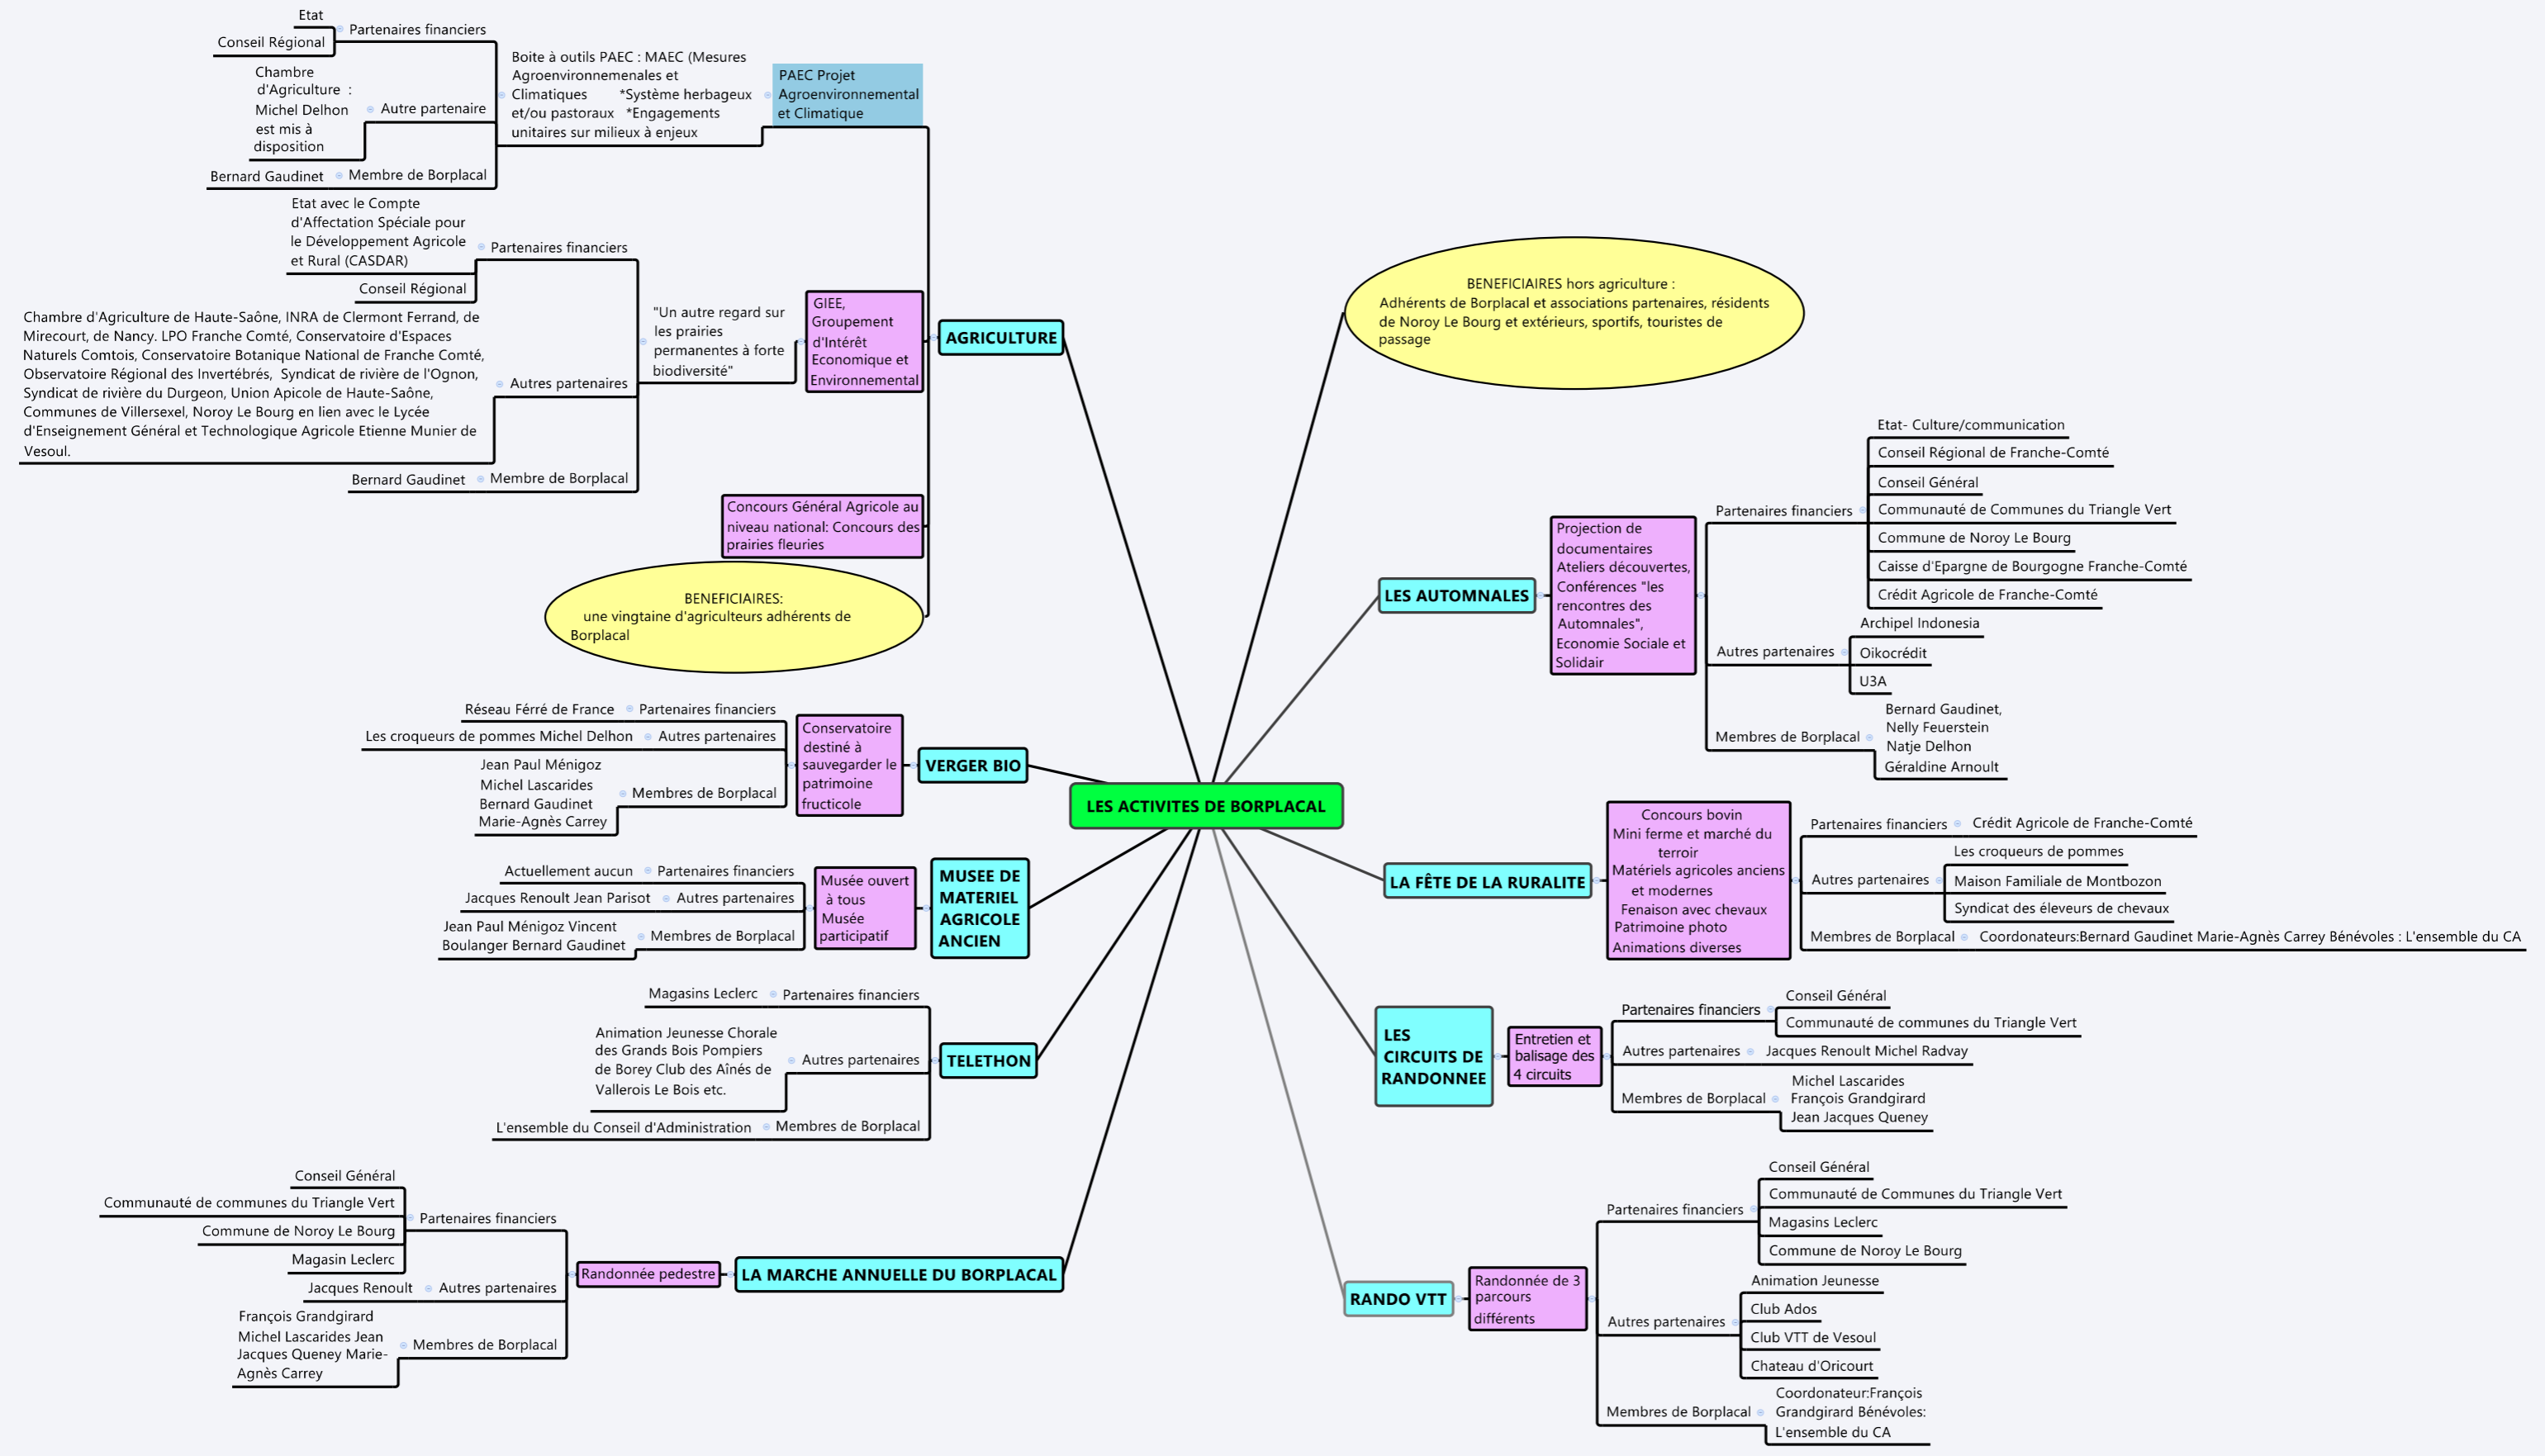 LES ACTIVITES DE BORPLACAL
AGRICULTURE
PAEC Projet
Agroenvironnemental
et Climatique
Boite à outils PAEC : MAEC (Mesures
Agroenvironnemenales et
Climatiques *Système herbageux
et/ou pastoraux *Engagements
unitaires sur milieux à enjeux
Partenaires financiers
Etat
Conseil Régional
Autre partenaire
Chambre
d'Agriculture :
Michel Delhon
est mis à
disposition
Membre de Borplacal
Bernard Gaudinet
GIEE,
Groupement
d'Intérêt
Economique et
Environnemental
"Un autre regard sur
les prairies
permanentes à forte
biodiversité"
Partenaires financiers
Etat avec le Compte
d'Affectation Spéciale pour
le Développement Agricole
et Rural (CASDAR)
Conseil Régional
Autres partenaires
Chambre d'Agriculture de Haute-Saône, INRA de Clermont Ferrand, de
Mirecourt, de Nancy. LPO Franche Comté, Conservatoire d'Espaces
Naturels Comtois, Conservatoire Botanique National de Franche Comté,
Observatoire Régional des Invertébrés, Syndicat de rivière de l'Ognon,
Syndicat de rivière du Durgeon, Union Apicole de Haute-Saône,
Communes de Villersexel, Noroy Le Bourg en lien avec le Lycée
d'Enseignement Général et Technologique Agricole Etienne Munier de
Vesoul.
Membre de Borplacal
Bernard Gaudinet
Concours Général Agricole au
niveau national: Concours des
prairies fleuries
BENEFICIAIRES:
une vingtaine d'agriculteurs adhérents de
Borplacal
VERGER BIO
Conservatoire
destiné à
sauvegarder le
patrimoine
fructicole
Partenaires financiers
Réseau Férré de France
Autres partenaires
Les croqueurs de pommes Michel Delhon
Membres de Borplacal
Jean Paul Ménigoz
Michel Lascarides
Bernard Gaudinet
Marie-Agnès Carrey
MUSEE DE
MATERIEL
AGRICOLE
ANCIEN
Musée ouvert
à tous
Musée
participatif
Partenaires financiers
Actuellement aucun
Autres partenaires
Jacques Renoult Jean Parisot
Membres de Borplacal
Jean Paul Ménigoz Vincent
Boulanger Bernard Gaudinet
TELETHON
Partenaires financiers
Magasins Leclerc
Autres partenaires
Animation Jeunesse Chorale
des Grands Bois Pompiers
de Borey Club des Aînés de
Vallerois Le Bois etc.
Membres de Borplacal
L'ensemble du Conseil d'Administration
LA MARCHE ANNUELLE DU BORPLACAL
Randonnée pedestre
Partenaires financiers
Conseil Général
Communauté de communes du Triangle Vert
Commune de Noroy Le Bourg
Magasin Leclerc
Autres partenaires
Jacques Renoult
Membres de Borplacal
François Grandgirard
Michel Lascarides Jean
Jacques Queney Marie-
Agnès Carrey
BENEFICIAIRES hors agriculture :
Adhérents de Borplacal et associations partenaires, résidents
de Noroy Le Bourg et extérieurs, sportifs, touristes de
passage
LES AUTOMNALES
Projection de
documentaires
Ateliers découvertes,
Conférences "les
rencontres des
Automnales",
Economie Sociale et
Solidair
Partenaires financiers
Etat- Culture/communication
Conseil Régional de Franche-Comté
Conseil Général
Communauté de Communes du Triangle Vert
Commune de Noroy Le Bourg
Caisse d'Epargne de Bourgogne Franche-Comté
Crédit Agricole de Franche-Comté
Autres partenaires
Archipel Indonesia
Oikocrédit
U3A
Membres de Borplacal
Bernard Gaudinet,
Nelly Feuerstein
Natje Delhon
Géraldine Arnoult
LA FÊTE DE LA RURALITE
Concours bovin
Mini ferme et marché du
terroir
Matériels agricoles anciens
et modernes
Fenaison avec chevaux
Patrimoine photo
Animations diverses
Partenaires financiers
Crédit Agricole de Franche-Comté
Autres partenaires
Les croqueurs de pommes
Maison Familiale de Montbozon
Syndicat des éleveurs de chevaux
Membres de Borplacal
Coordonateurs:Bernard Gaudinet Marie-Agnès Carrey Bénévoles : L'ensemble du CA
LES
CIRCUITS DE
RANDONNEE
Entretien et
balisage des
4 circuits
Partenaires financiers
Conseil Général
Communauté de communes du Triangle Vert
Autres partenaires
Jacques Renoult Michel Radvay
Membres de Borplacal
Michel Lascarides
François Grandgirard
Jean Jacques Queney
RANDO VTT
Randonnée de 3
parcours
différents
Partenaires financiers
Conseil Général
Communauté de Communes du Triangle Vert
Magasins Leclerc
Commune de Noroy Le Bourg
Autres partenaires
Animation Jeunesse
Club Ados
Club VTT de Vesoul
Chateau d'Oricourt
Membres de Borplacal
Coordonateur:François
Grandgirard Bénévoles:
L'ensemble du CA